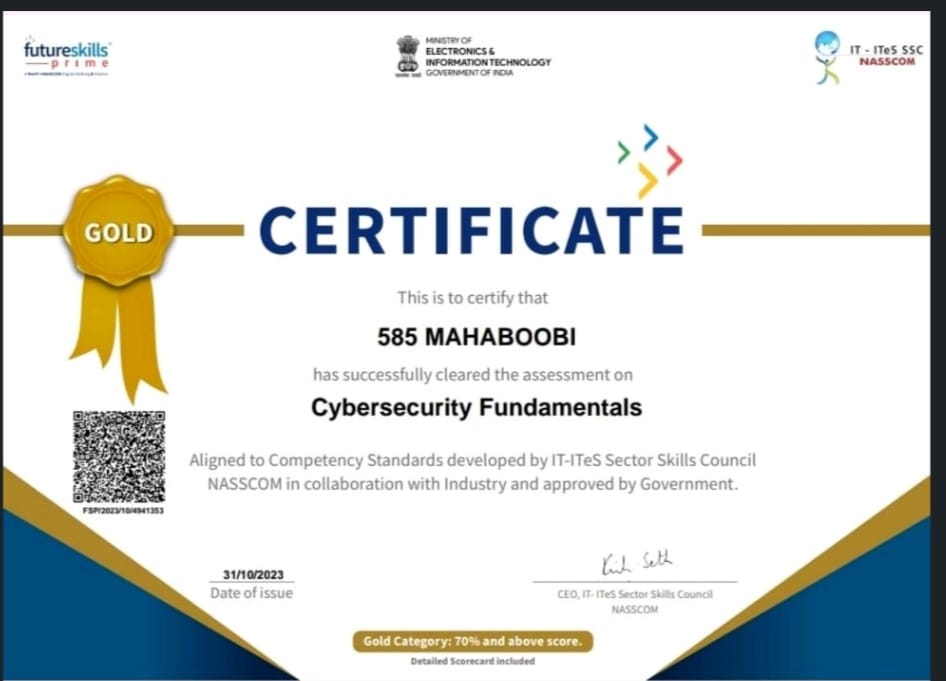 futureskills
prime
MINISTRY OF
ELECTRONICS &
INFORMATION TECHNOLOGY
GOVERNMENT OF INDIA
IT - ITeS SSC
NASSCOM
GOLD
CERTIFICATE
This is to certify that
585 MAHABOOBI
has successfully cleared the assessment on
Cybersecurity Fundamentals
Aligned to Competency Standards developed by IT-ITeS Sector Skills Council
NASSCOM in collaboration with Industry and approved by Government.
FSP/2023/10/4941353
31/10/2023
Date of issue
CEO, IT- ITeS Sector Skills Council
NASSCOM
Gold Category: 70% and above score.
Detailed Scorecard included